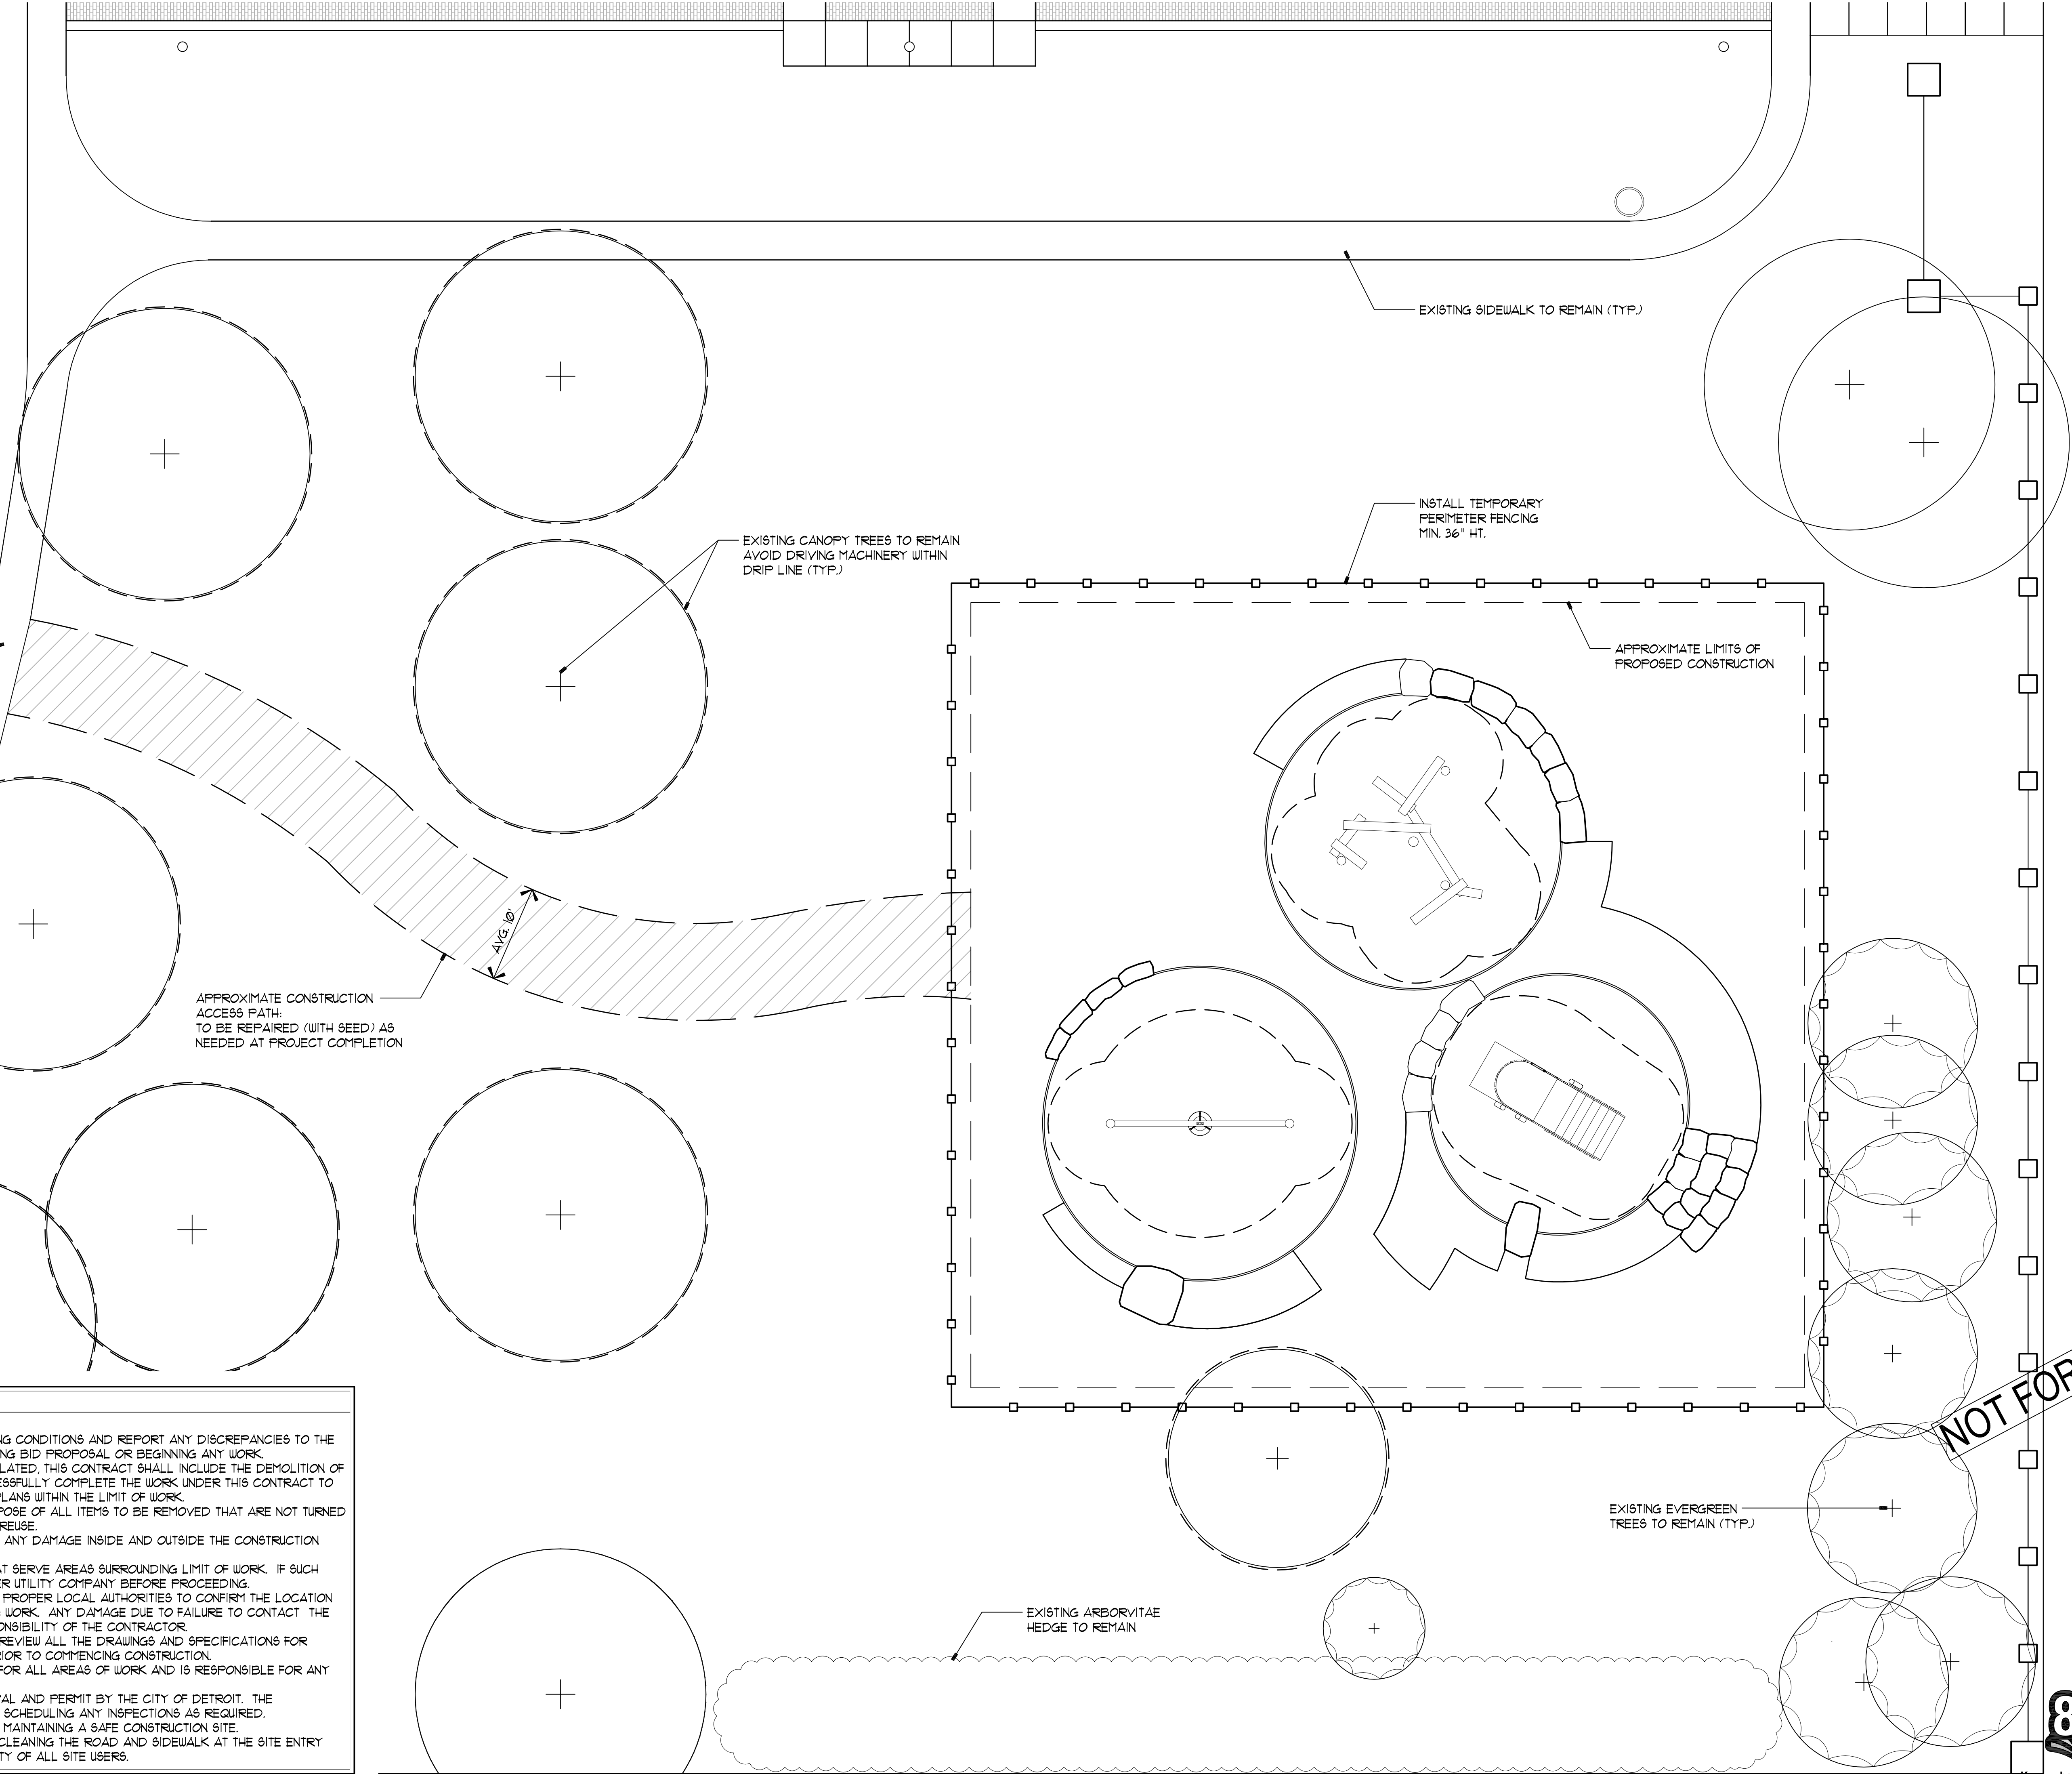 EXISTING SIDEWALK TO REMAIN (TYP.)
INSTALL TEMPORARY
PERIMETER FENCING
MIN. 36" HT.
EXISTING CANOPY TREES TO REMAIN
AVOID DRIVING MACHINERY WITHIN
DRIP LINE (TYP.)
APPROXIMATE LIMITS OF
PROPOSED CONSTRUCTION
AVG. 10'
APPROXIMATE CONSTRUCTION
ACCESS PATH:
TO BE REPAIRED (WITH SEED) AS
NEEDED AT PROJECT COMPLETION
NOT FOR
EXISTING EVERGREEN
TREES TO REMAIN (TYP.)
EXISTING ARBORVITAE
HEDGE TO REMAIN
NG CONDITIONS AND REPORT ANY DISCREPANCIES TO THE
NG BID PROPOSAL OR BEGINNING ANY WORK.
LATED, THIS CONTRACT SHALL INCLUDE THE DEMOLITION OF
ESSFULLY COMPLETE THE WORK UNDER THIS CONTRACT TO
PLANS WITHIN THE LIMIT OF WORK.
POSE OF ALL ITEMS TO BE REMOVED THAT ARE NOT TURNED
REUSE.
ANY DAMAGE INSIDE AND OUTSIDE THE CONSTRUCTION
AT SERVE AREAS SURROUNDING LIMIT OF WORK. IF SUCH
ER UTILITY COMPANY BEFORE PROCEEDING.
PROPER LOCAL AUTHORITIES TO CONFIRM THE LOCATION
WORK. ANY DAMAGE DUE TO FAILURE TO CONTACT THE
ONSIBILITY OF THE CONTRACTOR.
REVIEW ALL THE DRAWINGS AND SPECIFICATIONS FOR
RIOR TO COMMENCING CONSTRUCTION.
FOR ALL AREAS OF WORK AND IS RESPONSIBLE FOR ANY
VAL AND PERMIT BY THE CITY OF DETROIT. THE
SCHEDULING ANY INSPECTIONS AS REQUIRED.
MAINTAINING A SAFE CONSTRUCTION SITE.
CLEANING THE ROAD AND SIDEWALK AT THE SITE ENTRY
TY OF ALL SITE USERS.
8